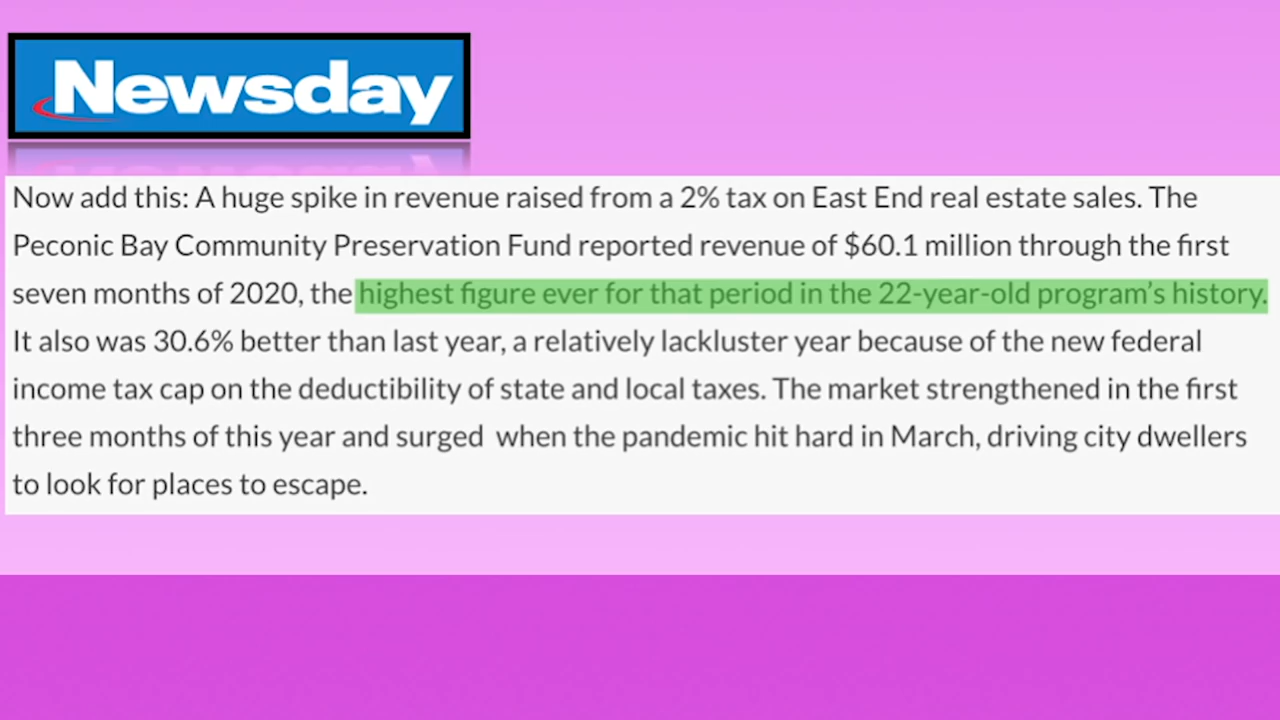 Newsday
Now add this: A huge spike in revenue raised from a 2% tax on East End real estate sales. The
Peconic Bay Community Preservation Fund reported revenue of $60.1 million through the first
seven months of 2020, the highest figure ever for that period in the 22-year-old program’s history.
It also was 30.6% better than last year, a relatively lackluster year because of the new federal
income tax cap on the deductibility of state and local taxes. The market strengthened in the first
three months of this year and surged  when the pandemic hit hard in March, driving city dwellers
to look for places to escape.